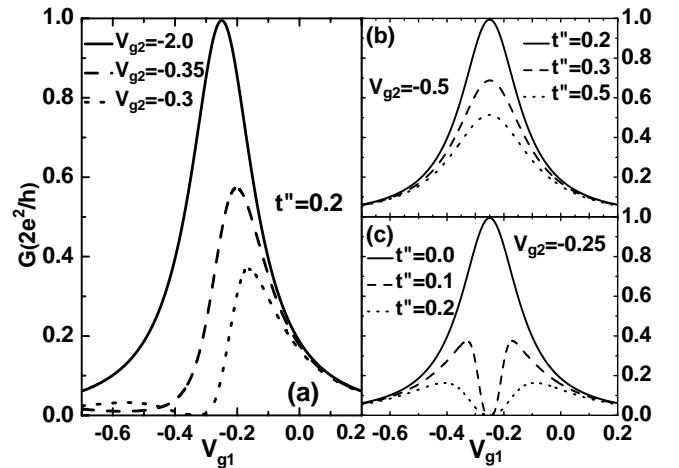 V_g2=-2.0
V_g2=-0.35
V_g2=-0.3
t"=0.2
(a)
G(2e²/h)
1.0
0.8
0.6
0.4
0.2
0.0
-0.6 -0.4 -0.2 0.0 0.2
V_g1
(b)
V_g2=-0.5
t"=0.2
t"=0.3
t"=0.5
1.0
0.8
0.6
0.4
0.2
(c)
V_g2=-0.25
t"=0.0
t"=0.1
t"=0.2
1.0
0.8
0.6
0.4
0.2
0.0
-0.6 -0.4 -0.2 0.0 0.2
V_g1